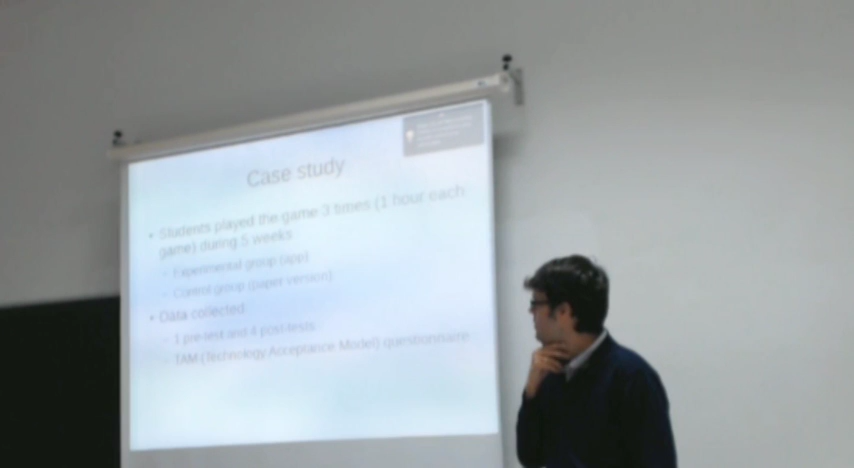 Case study
• Students played the game 3 times (1 hour each
game) during 5 weeks
- Experimental group (app)
- Control group (paper version)
• Data collected:
- 1 pre-test and 4 post-tests
- TAM (Technology Acceptance Model) questionnaire